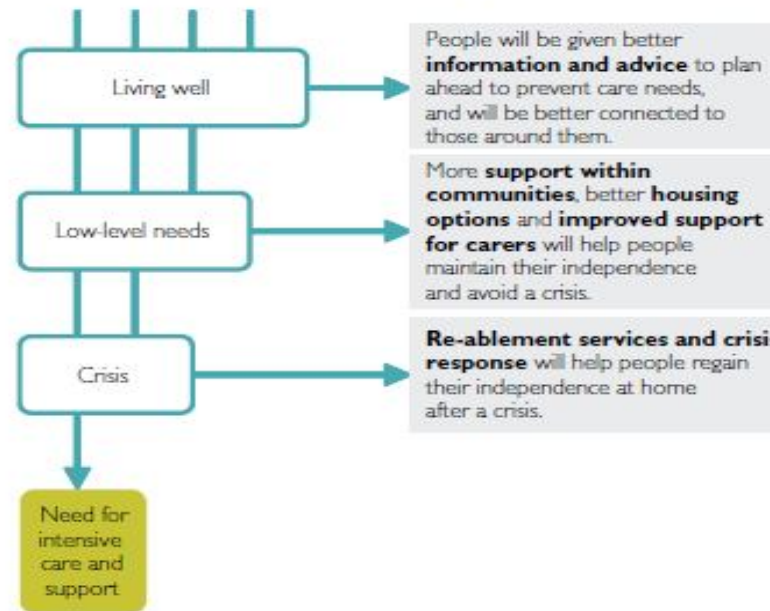 Living well
People will be given better
information and advice to plan
ahead to prevent care needs,
and will be better connected to
those around them.
Low-level needs
More support within
communities, better housing
options and improved support
for carers will help people
maintain their independence
and avoid a crisis.
Crisis
Re-ablement services and crisi
response will help people regain
their independence at home
after a crisis.
Need for
intensive
care and
support